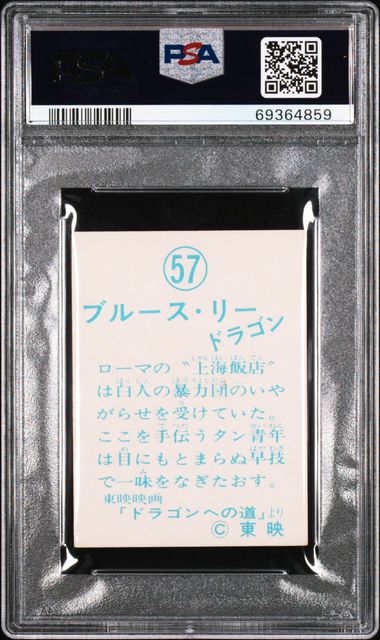 PSA
PSA
69364859
57
ブルース・リー
ドラゴン
ローマの〝上海飯店〟
は白人の暴力団のいや
がらせを受けていた。
ここを手伝うタン青年
は目にもとまらぬ早技
で一味をなぎたおす。
東映映画
「ドラゴンへの道」より
© 東映